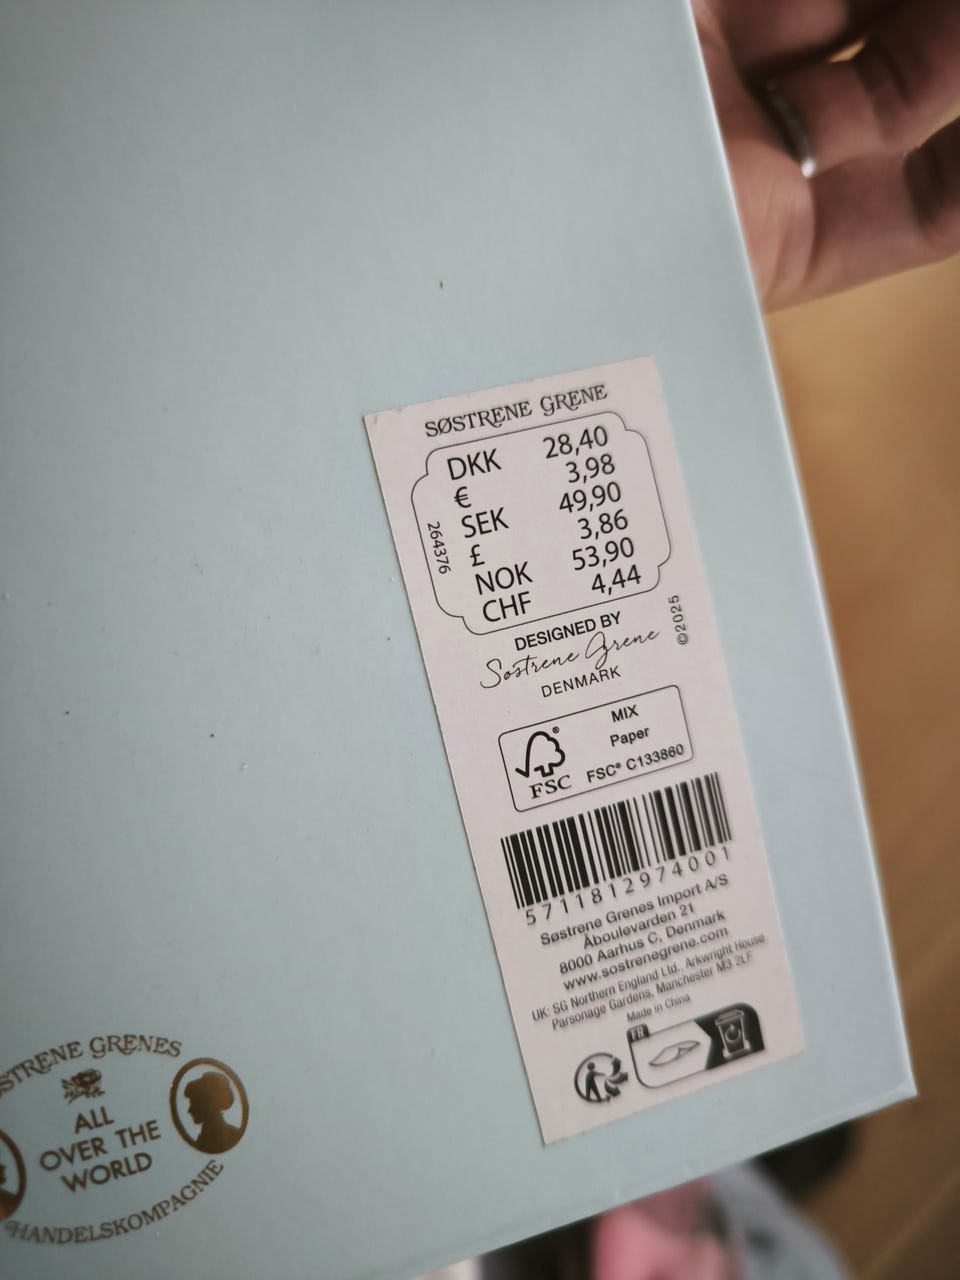 SØSTRENE GRENE
DKK 28,40
€ 3,98
SEK 49,90
£ 3,86
NOK 53,90
CHF 4,44
264376
DESIGNED BY
Søstrene Grene
DENMARK
©2025
MIX
Paper
FSC® C133860
FSC
5711812974001
Søstrene Grenes Import A/S
Åboulevarden 21
8000 Aarhus C, Denmark
www.sostrenegrene.com
UK: SG Northern England Ltd., Arkwright House
Parsonage Gardens, Manchester M3 2LF
Made in China
FR
STRENE GRENES
ALL
OVER THE
WORLD
HANDELSKOMPAGNIE